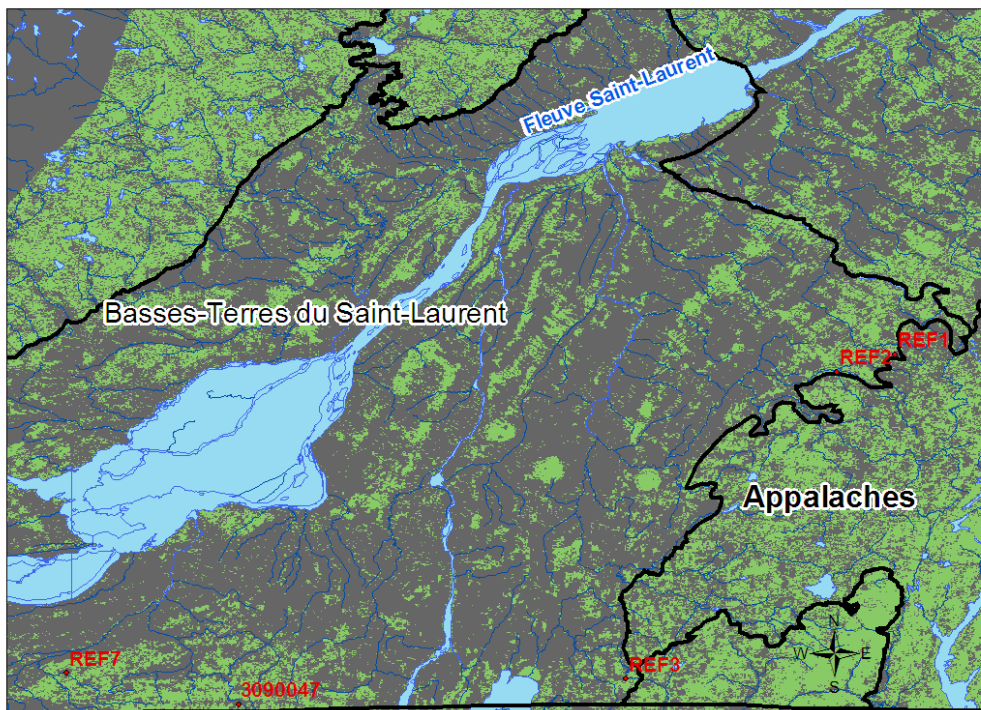 Fleuve Saint-Laurent
Basses-Terres du Saint-Laurent
REF1
REF2
Appalaches
N
W E
S
REF7
REF3
3090047